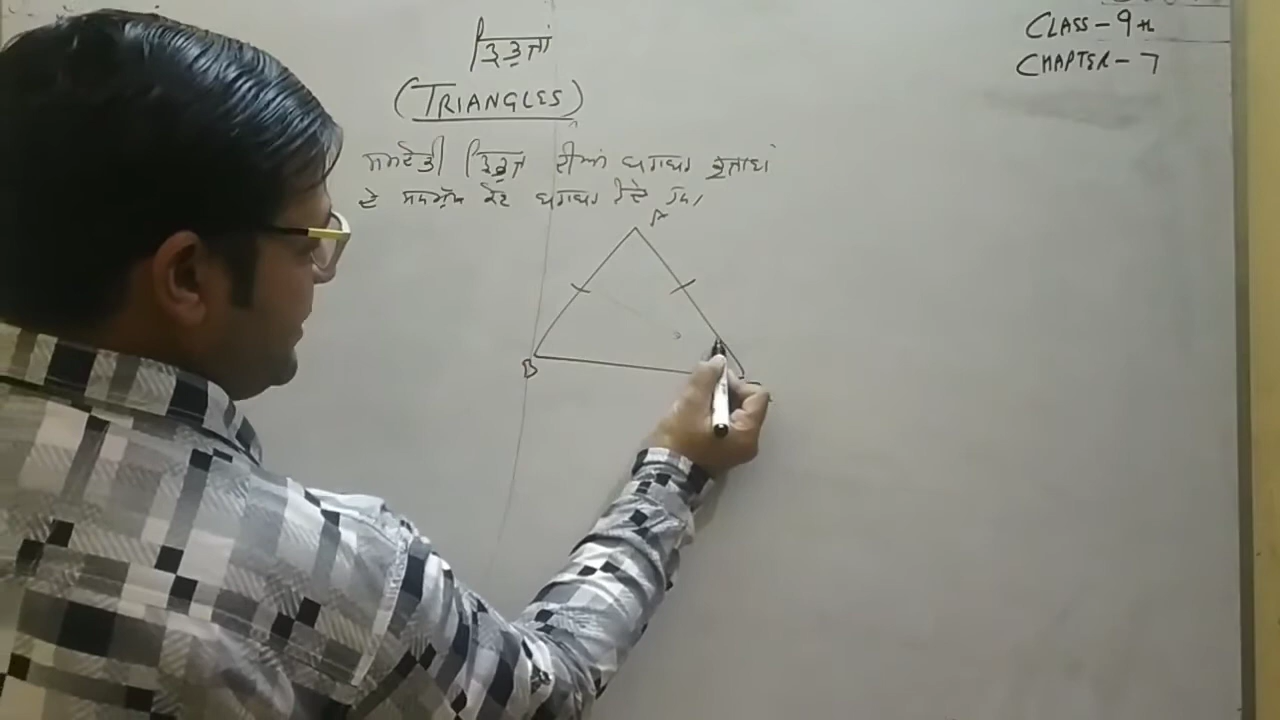 ਤ੍ਰਿਭੁਜਾਂ
(TRIANGLES)
CLASS - 9th
CHAPTER - 7
ਸਮਦੋਭੁਜੀ ਤ੍ਰਿਭੁਜ ਦੀਆਂ ਬਰਾਬਰ ਭੁਜਾਵਾਂ
ਦੇ ਸਨਮੁੱਖ ਕੋਣ ਬਰਾਬਰ ਹੁੰਦੇ ਹਨ।
A
B